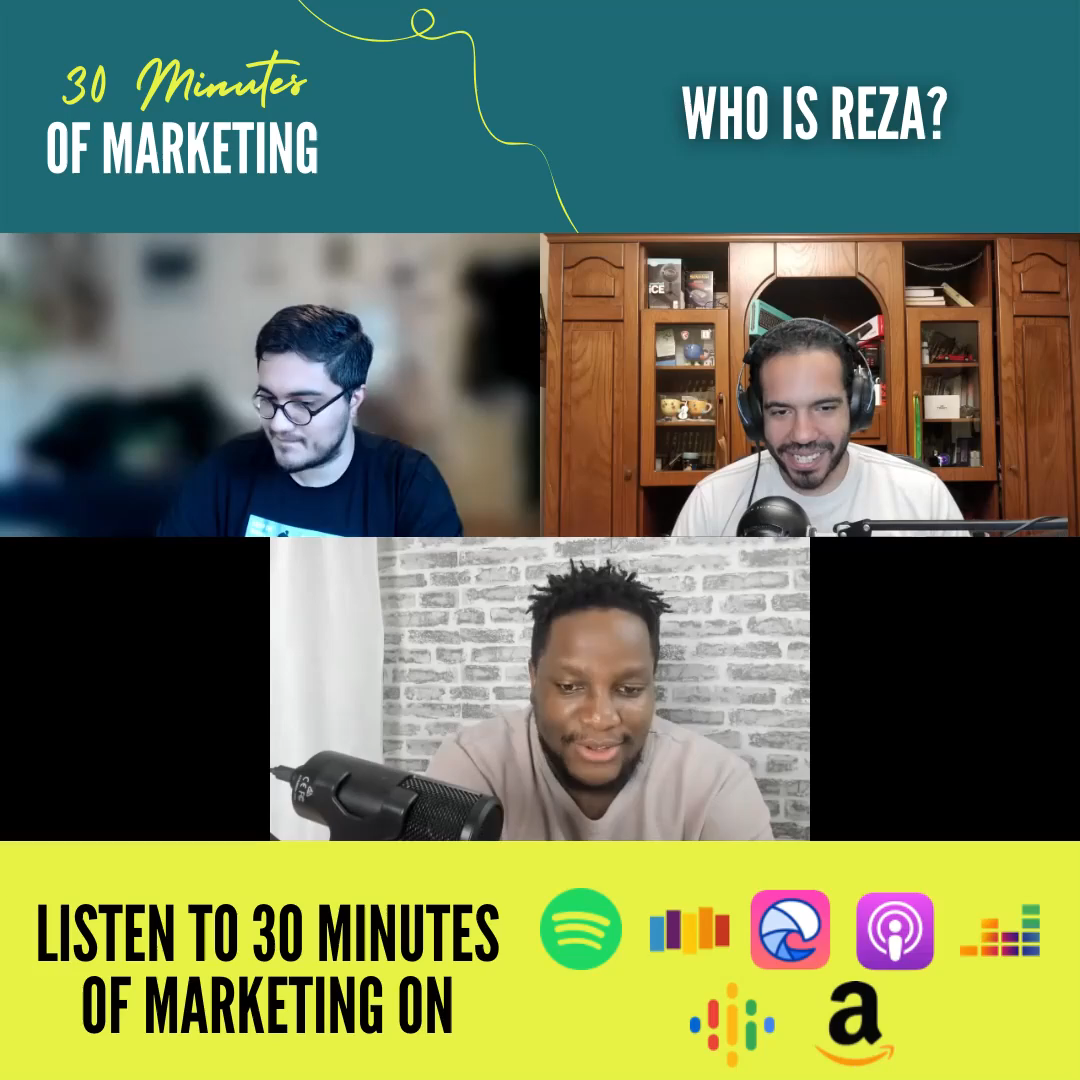 30 Minutes
OF MARKETING
WHO IS REZA?
LISTEN TO 30 MINUTES
OF MARKETING ON